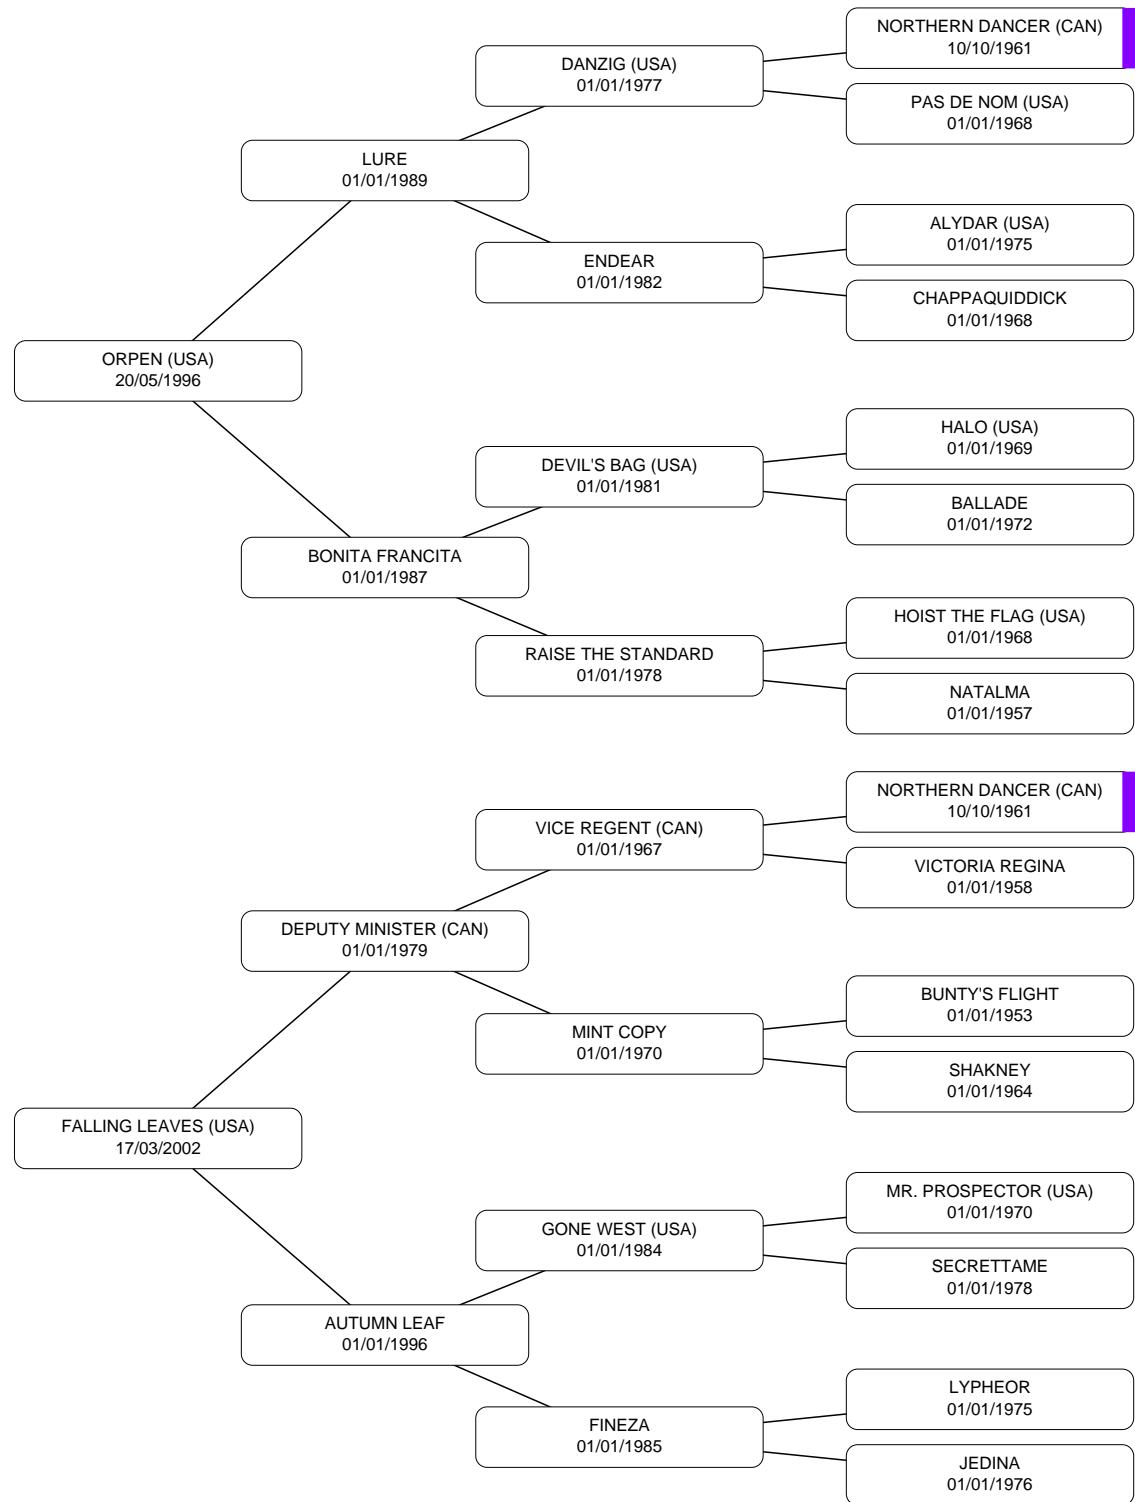 NORTHERN DANCER (CAN)
10/10/1961
DANZIG (USA)
01/01/1977
PAS DE NOM (USA)
01/01/1968
LURE
01/01/1989
ALYDAR (USA)
01/01/1975
ENDEAR
01/01/1982
CHAPPAQUIDDICK
01/01/1968
ORPEN (USA)
20/05/1996
HALO (USA)
01/01/1969
DEVIL'S BAG (USA)
01/01/1981
BALLADE
01/01/1972
BONITA FRANCITA
01/01/1987
HOIST THE FLAG (USA)
01/01/1968
RAISE THE STANDARD
01/01/1978
NATALMA
01/01/1957
NORTHERN DANCER (CAN)
10/10/1961
VICE REGENT (CAN)
01/01/1967
VICTORIA REGINA
01/01/1958
DEPUTY MINISTER (CAN)
01/01/1979
BUNTY'S FLIGHT
01/01/1953
MINT COPY
01/01/1970
SHAKNEY
01/01/1964
FALLING LEAVES (USA)
17/03/2002
MR. PROSPECTOR (USA)
01/01/1970
GONE WEST (USA)
01/01/1984
SECRETTAME
01/01/1978
AUTUMN LEAF
01/01/1996
LYPHEOR
01/01/1975
FINEZA
01/01/1985
JEDINA
01/01/1976